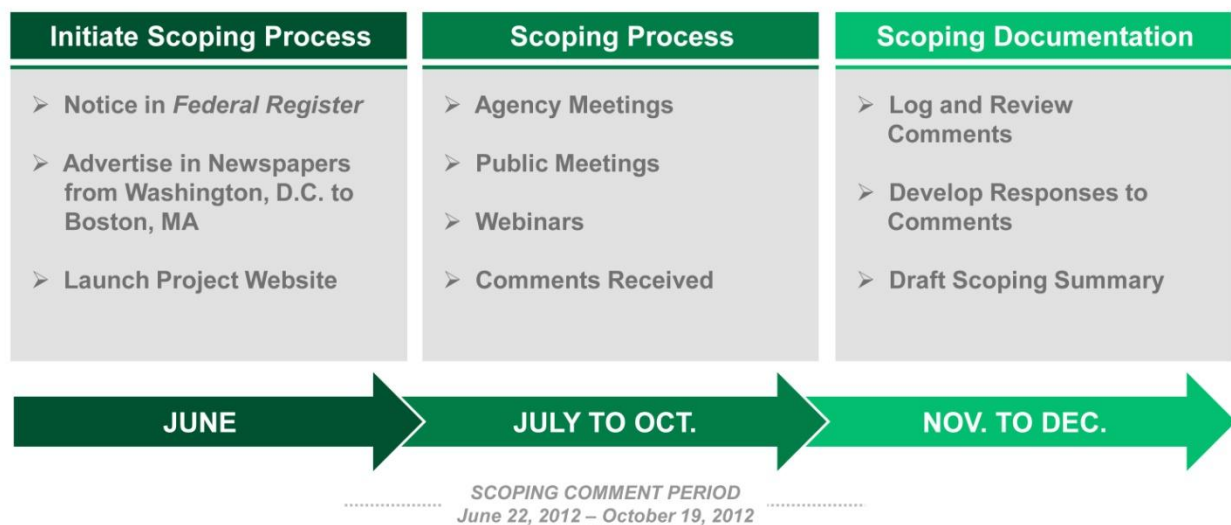 Initiate Scoping Process
➢ Notice in Federal Register
➢ Advertise in Newspapers
from Washington, D.C. to
Boston, MA
➢ Launch Project Website
Scoping Process
➢ Agency Meetings
➢ Public Meetings
➢ Webinars
➢ Comments Received
Scoping Documentation
➢ Log and Review
Comments
➢ Develop Responses to
Comments
➢ Draft Scoping Summary
JUNE
JULY TO OCT.
NOV. TO DEC.
SCOPING COMMENT PERIOD
June 22, 2012 – October 19, 2012